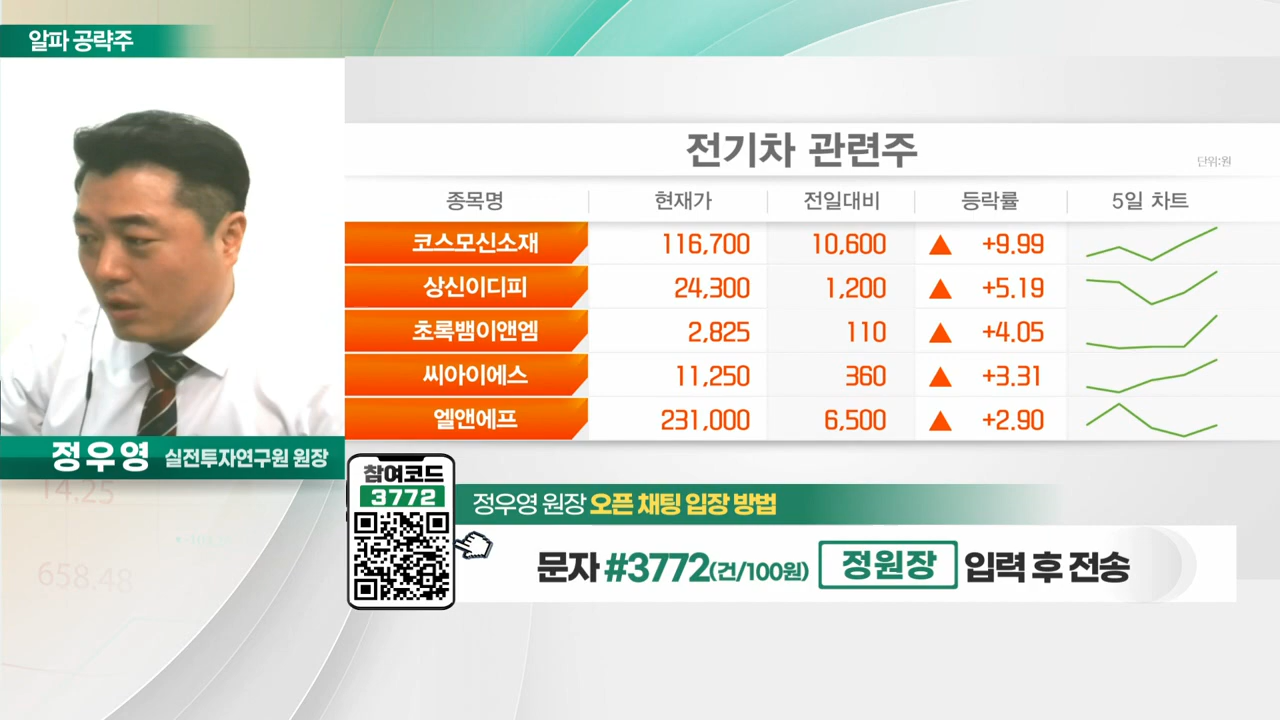 알파 공략주
전기차 관련주
단위:원
종목명 현재가 전일대비 등락률 5일 차트
코스모신소재 116,700 10,600 ▲ +9.99
상신이디피 24,300 1,200 ▲ +5.19
초록뱀이앤엠 2,825 110 ▲ +4.05
씨아이에스 11,250 360 ▲ +3.31
엘앤에프 231,000 6,500 ▲ +2.90
정우영 실전투자연구원 원장
14.25
658.48
참여코드
3772
정우영 원장 오픈 채팅 입장 방법
문자 #3772(건/100원) 정원장 입력 후 전송